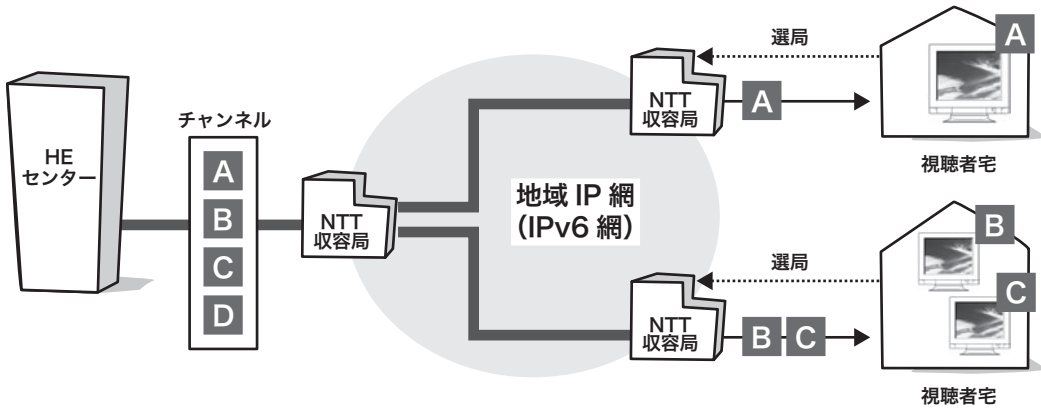 HE
センター
チャンネル
A
B
C
D
NTT
収容局
地域 IP 網
（IPv6 網）
NTT
収容局
選局
A
A
視聴者宅
NTT
収容局
選局
B C
B
C
視聴者宅